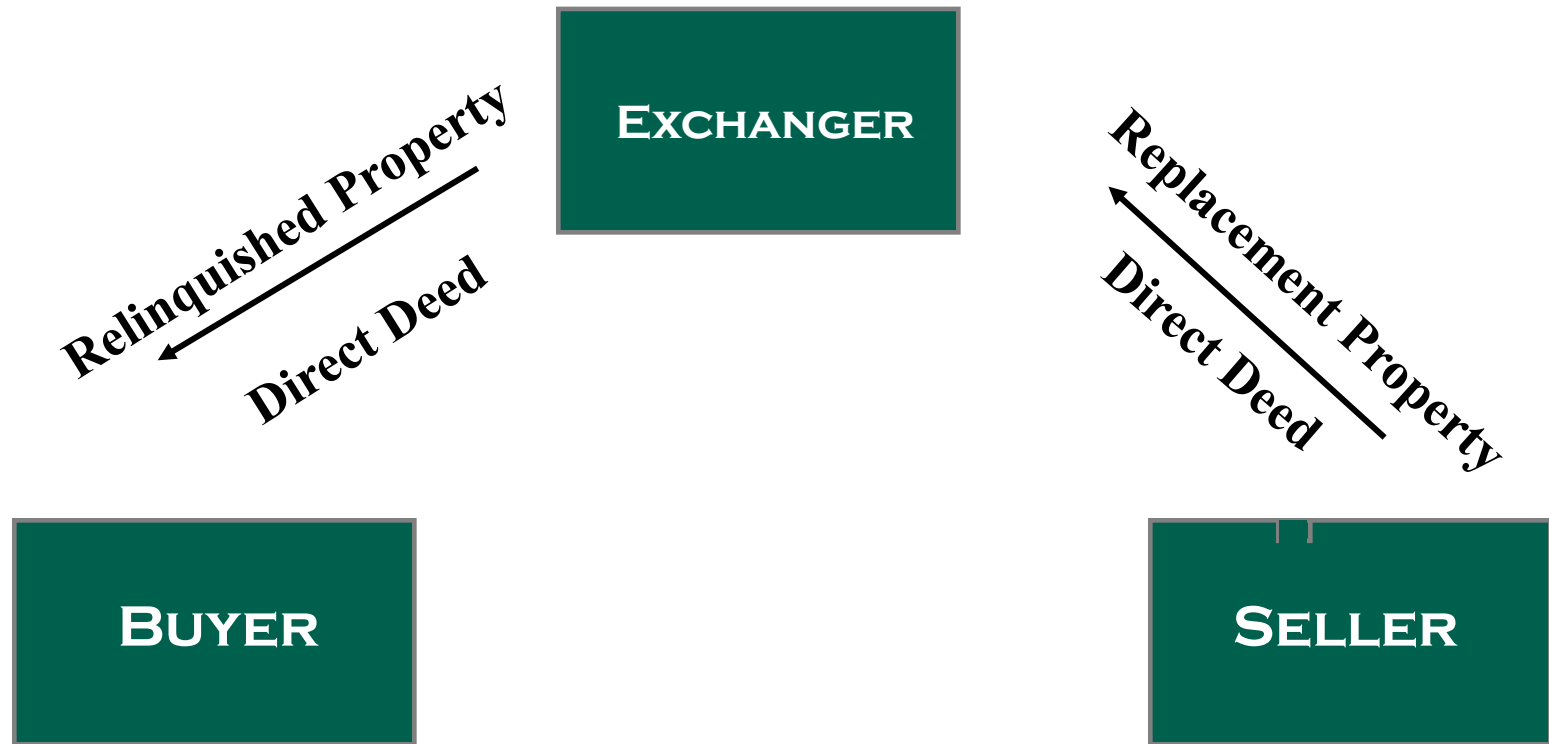 EXCHANGER
Relinquished Property
Direct Deed
Replacement Property
Direct Deed
BUYER
SELLER